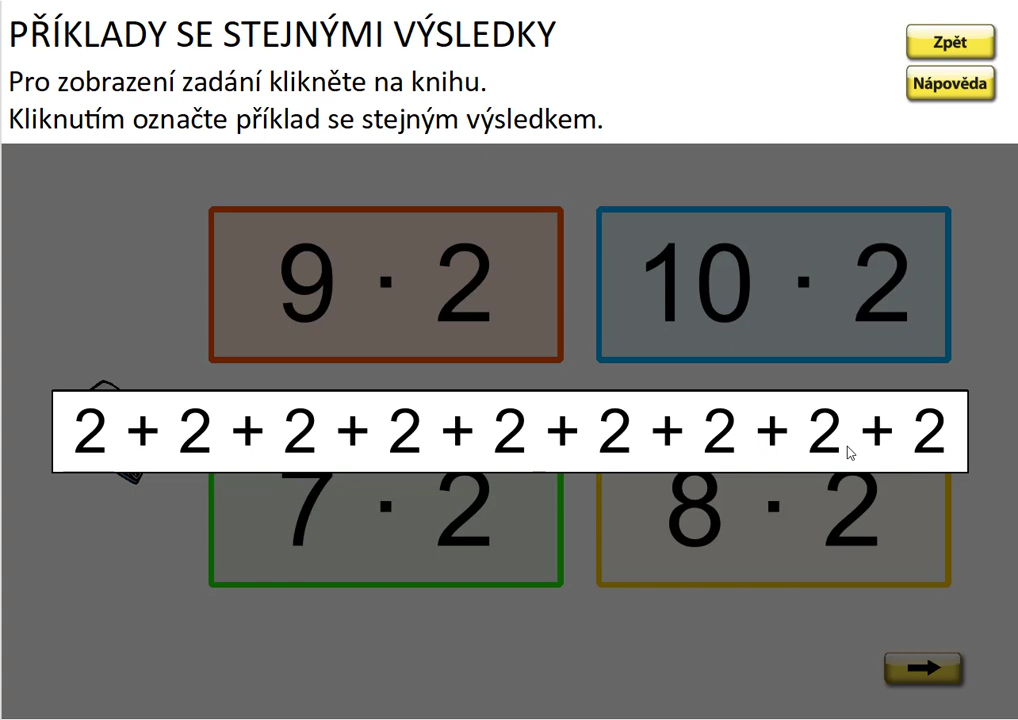 PŘÍKLADY SE STEJNÝMI VÝSLEDKY
Zpět
Pro zobrazení zadání klikněte na knihu.
Nápověda
Kliknutím označte příklad se stejným výsledkem.
9 · 2
10 · 2
2 + 2 + 2 + 2 + 2 + 2 + 2 + 2 + 2
7 · 2
8 · 2